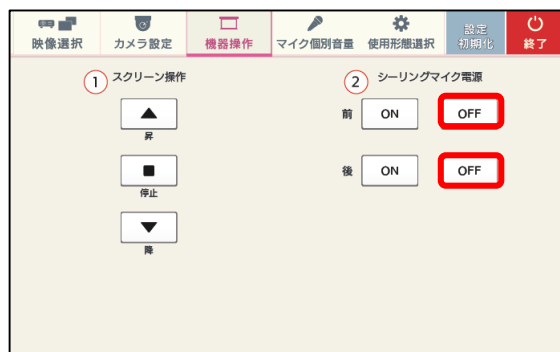 映像選択 カメラ設定 機器操作 マイク個別音量 使用形態選択 設定 初期化 終了
1 スクリーン操作
昇
停止
降
2 シーリングマイク電源
前 ON OFF
後 ON OFF